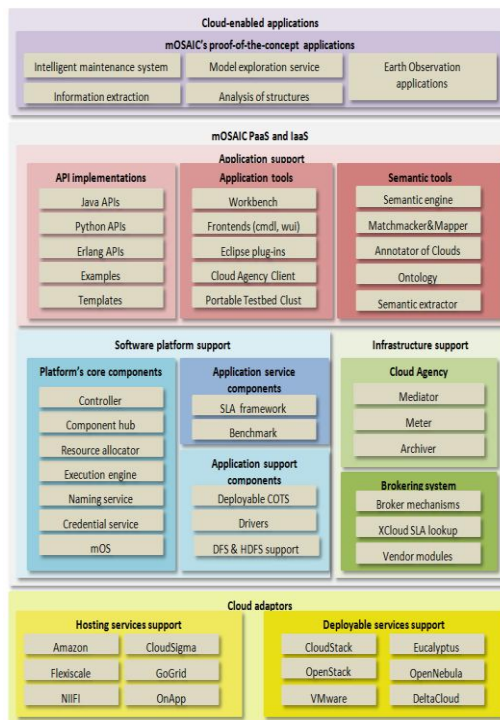 Cloud-enabled applications
mOSAIC's proof-of-the-concept applications
Intelligent maintenance system
Model exploration service
Earth Observation
applications
Information extraction
Analysis of structures
mOSAIC PaaS and IaaS
Application support
API implementations
Java APIs
Python APIs
Erlang APIs
Examples
Templates
Application tools
Workbench
Frontends (cmdl, wui)
Eclipse plug-ins
Cloud Agency Client
Portable Testbed Clust
Semantic tools
Semantic engine
Matchmacker&Mapper
Annotator of Clouds
Ontology
Semantic extractor
Software platform support
Platform's core components
Controller
Component hub
Resource allocator
Execution engine
Naming service
Credential service
mOS
Application service
components
SLA framework
Benchmark
Application support
components
Deployable COTS
Drivers
DFS & HDFS support
Infrastructure support
Cloud Agency
Mediator
Meter
Archiver
Brokering system
Broker mechanisms
XCloud SLA lookup
Vendor modules
Cloud adaptors
Hosting services support
Amazon
CloudSigma
Flexiscale
GoGrid
NIIFI
OnApp
Deployable services support
CloudStack
Eucalyptus
OpenStack
OpenNebula
VMware
DeltaCloud